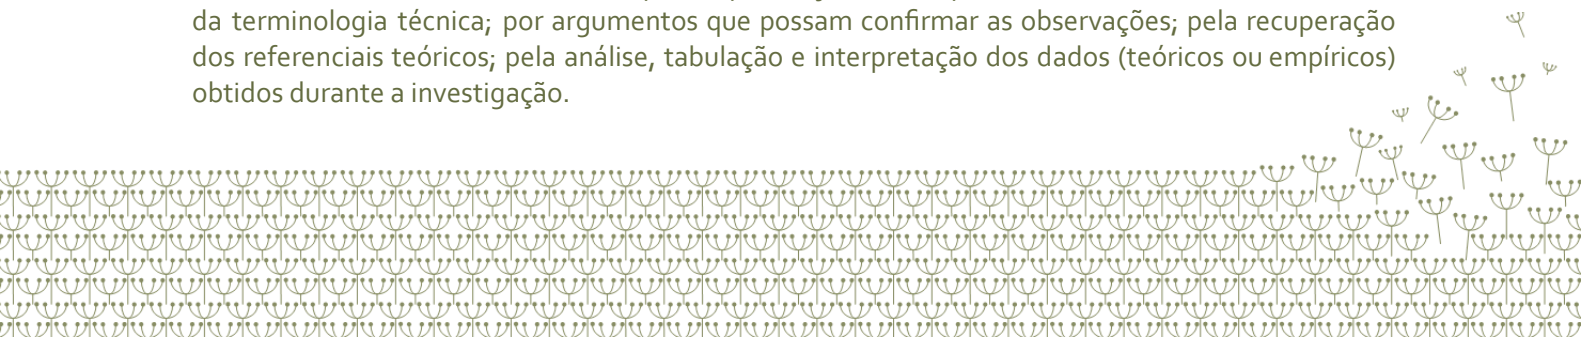 da terminologia técnica; por argumentos que possam confirmar as observações; pela recuperação
dos referenciais teóricos; pela análise, tabulação e interpretação dos dados (teóricos ou empíricos)
obtidos durante a investigação.